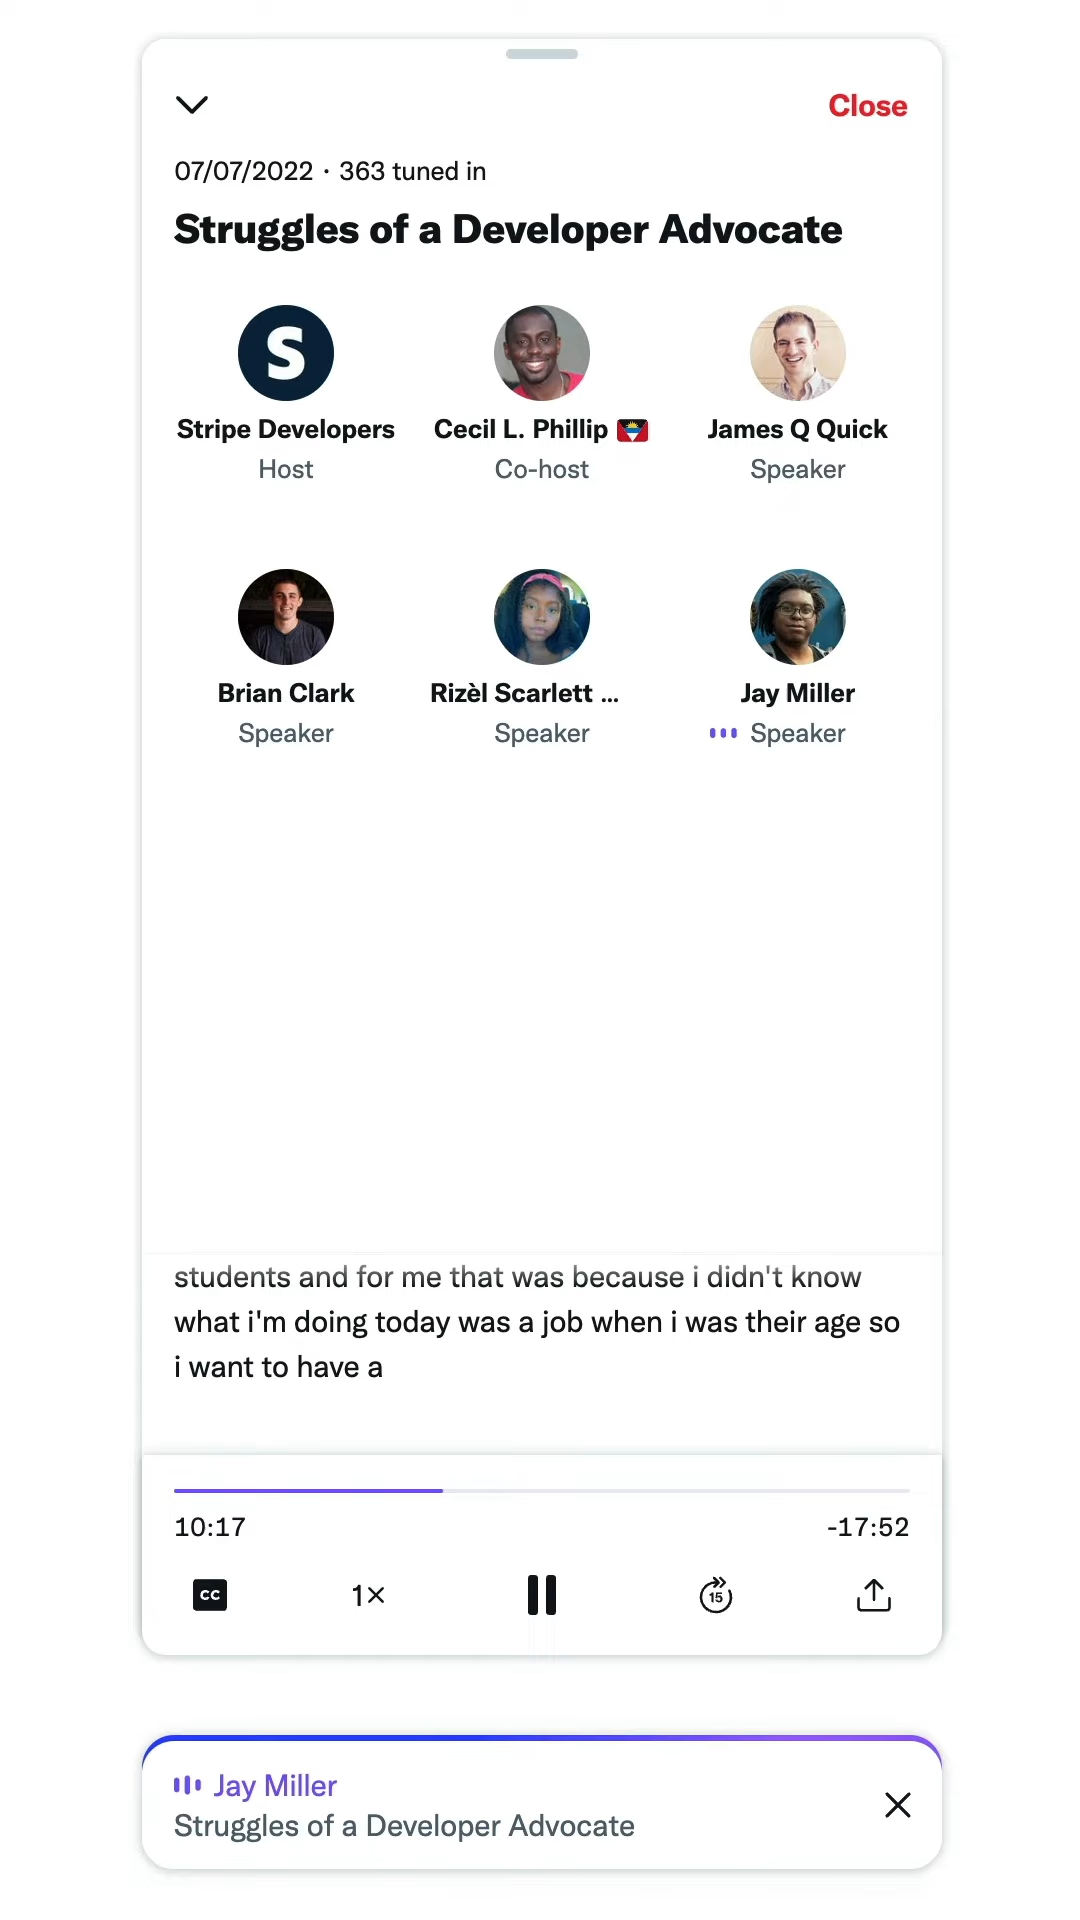 Close
07/07/2022 · 363 tuned in
Struggles of a Developer Advocate
S
Stripe Developers
Host
Cecil L. Phillip 🇦🇬
Co-host
James Q Quick
Speaker
Brian Clark
Speaker
Rizèl Scarlett ...
Speaker
Jay Miller
Speaker
students and for me that was because i didn't know
what i'm doing today was a job when i was their age so
i want to have a
10:17
-17:52
CC
1×
15
Jay Miller
Struggles of a Developer Advocate